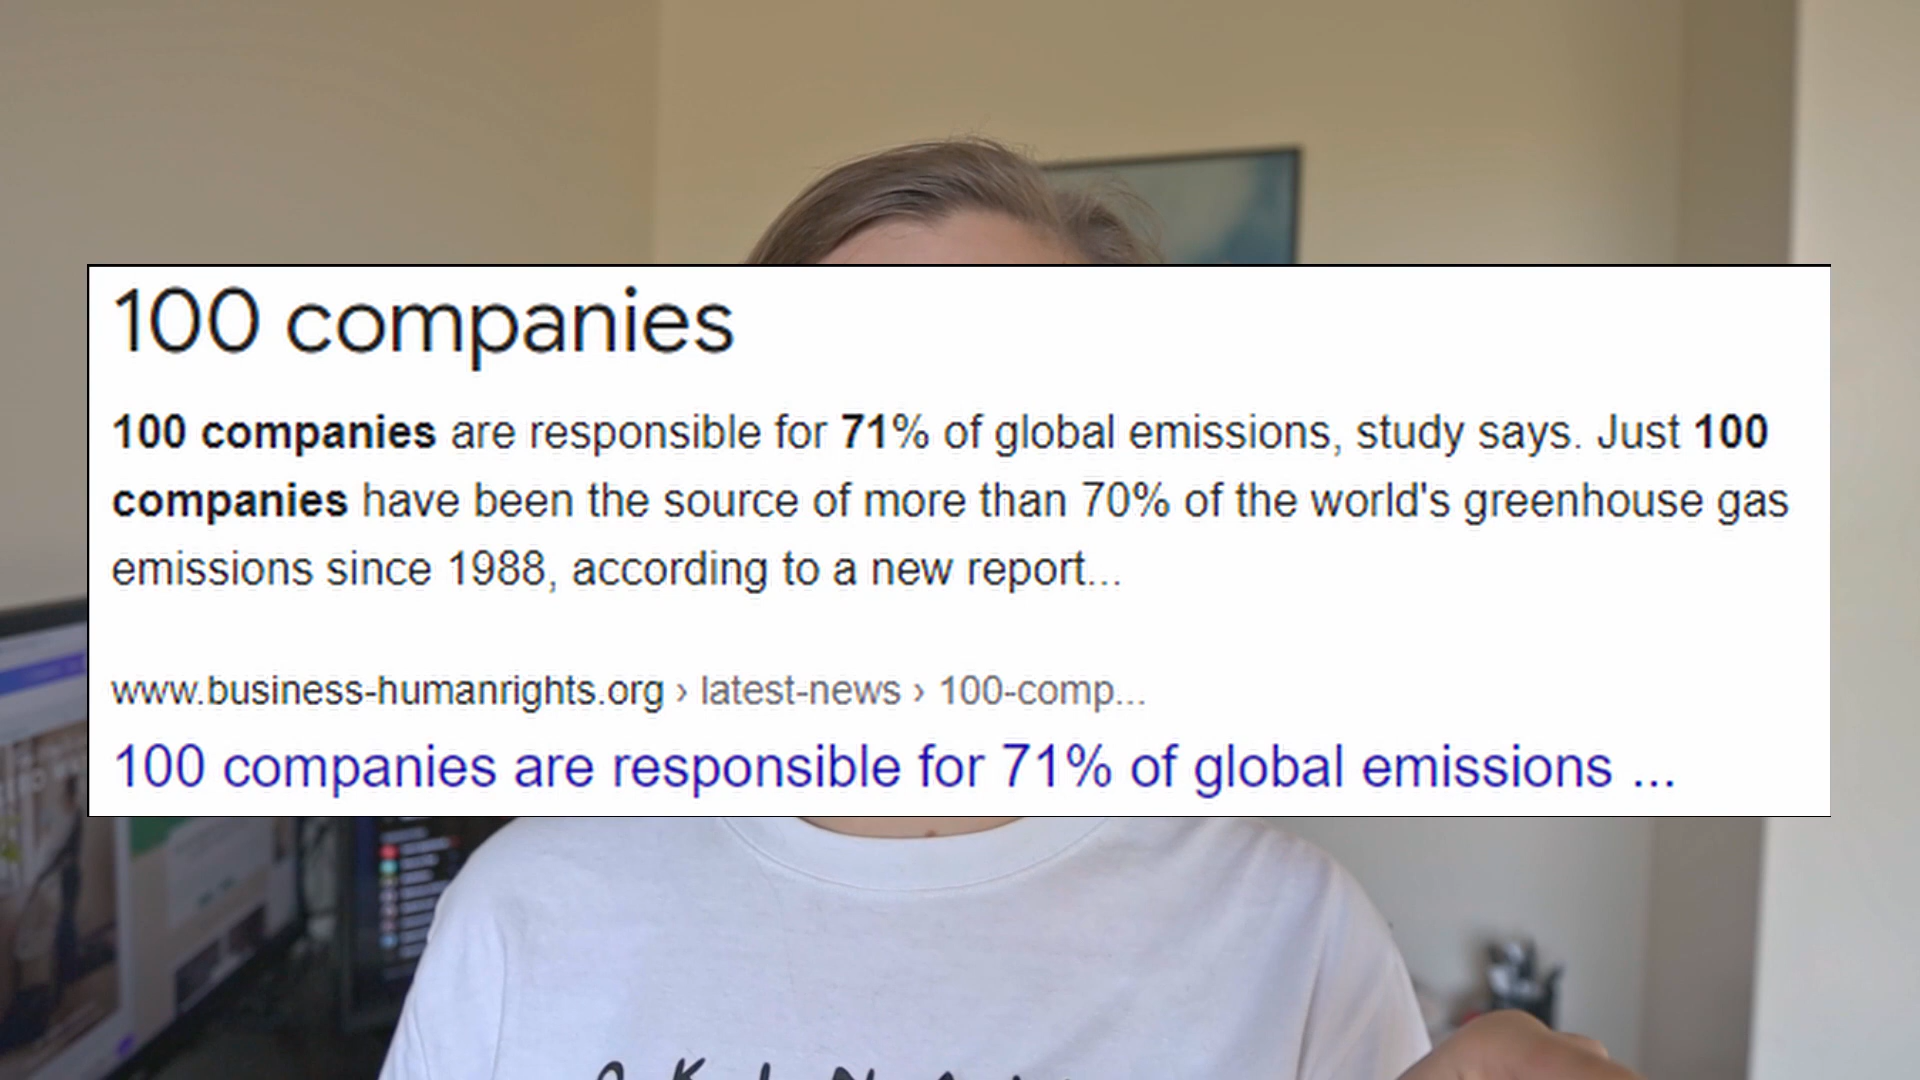 100 companies
100 companies are responsible for 71% of global emissions, study says. Just 100
companies have been the source of more than 70% of the world's greenhouse gas
emissions since 1988, according to a new report...
www.business-humanrights.org › latest-news › 100-comp...
100 companies are responsible for 71% of global emissions ...